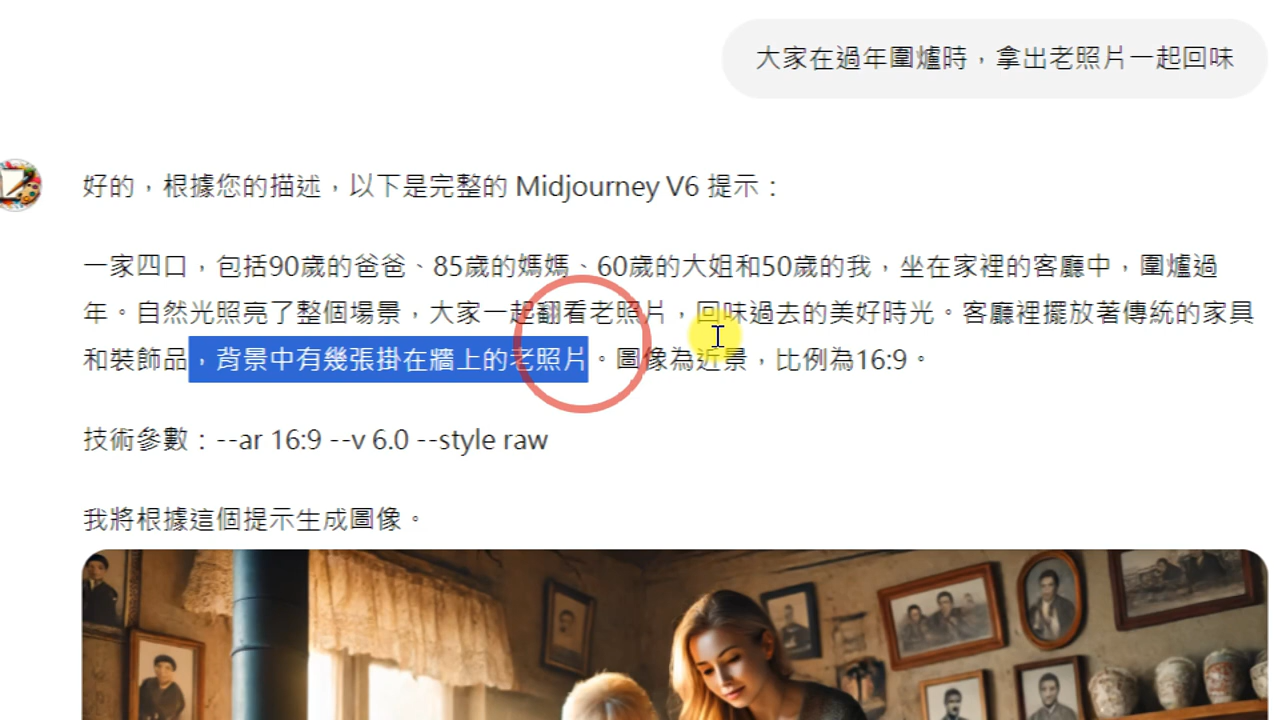 大家在過年圍爐時，拿出老照片一起回味
好的，根據您的描述，以下是完整的 Midjourney V6 提示：
一家四口，包括90歲的爸爸、85歲的媽媽、60歲的大姐和50歲的我，坐在家裡的客廳中，圍爐過
年。自然光照亮了整個場景，大家一起翻看老照片，回味過去的美好時光。客廳裡擺放著傳統的家具
和裝飾品，背景中有幾張掛在牆上的老照片。圖像為近景，比例為16:9。
技術參數：--ar 16:9 --v 6.0 --style raw
我將根據這個提示生成圖像。